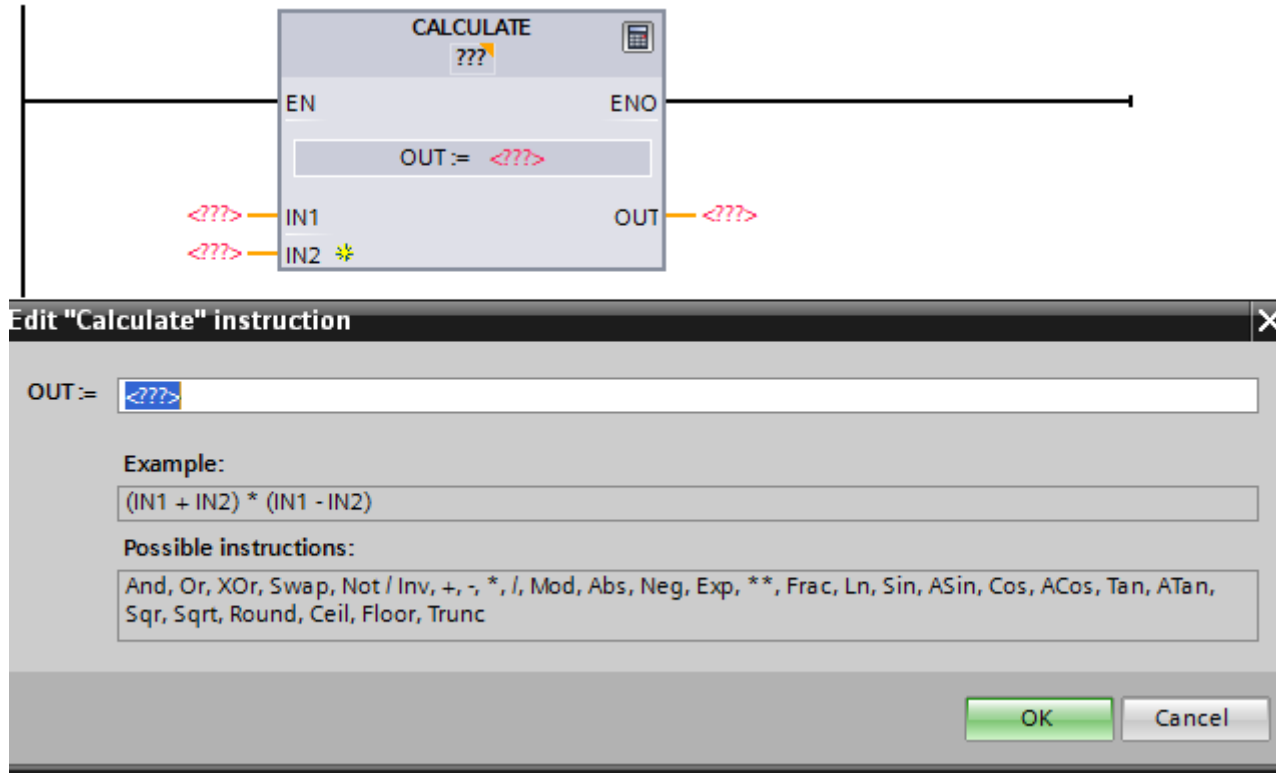 CALCULATE
???
EN ENO
OUT := <???>
<???> IN1 OUT <???>
<???> IN2
Edit "Calculate" instruction
OUT := <???>
Example:
(IN1 + IN2) * (IN1 - IN2)
Possible instructions:
And, Or, XOr, Swap, Not / Inv, +, -, *, /, Mod, Abs, Neg, Exp, **, Frac, Ln, Sin, ASin, Cos, ACos, Tan, ATan,
Sqr, Sqrt, Round, Ceil, Floor, Trunc
OK Cancel